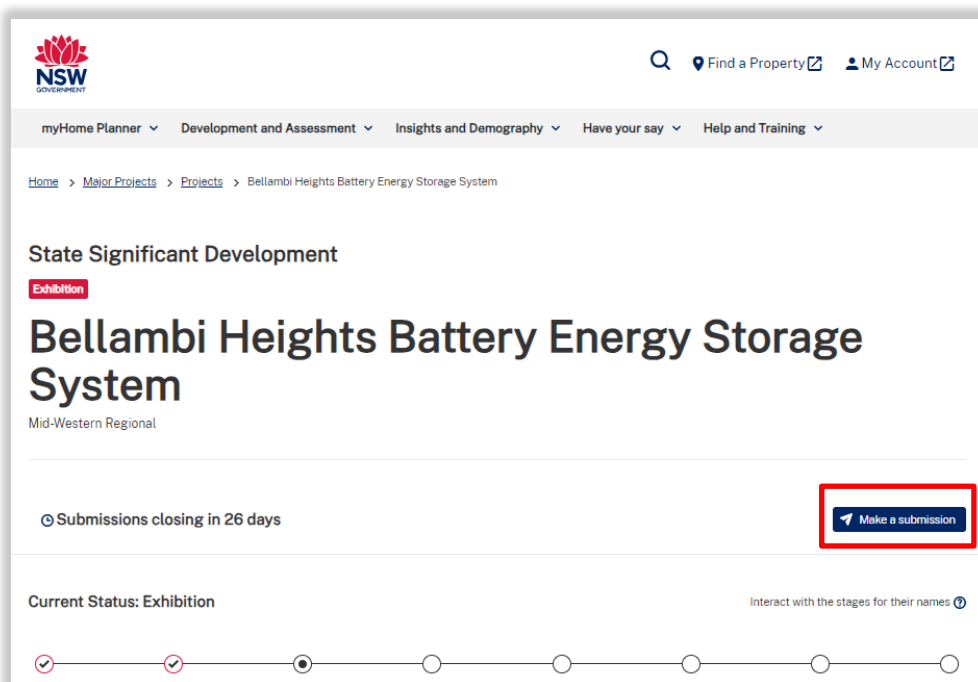 NSW
GOVERNMENT
Find a Property My Account
myHome Planner Development and Assessment Insights and Demography Have your say Help and Training
Home > Major Projects > Projects > Bellambi Heights Battery Energy Storage System
State Significant Development
Exhibition
Bellambi Heights Battery Energy Storage
System
Mid-Western Regional
Submissions closing in 26 days Make a submission
Current Status: Exhibition Interact with the stages for their names ?